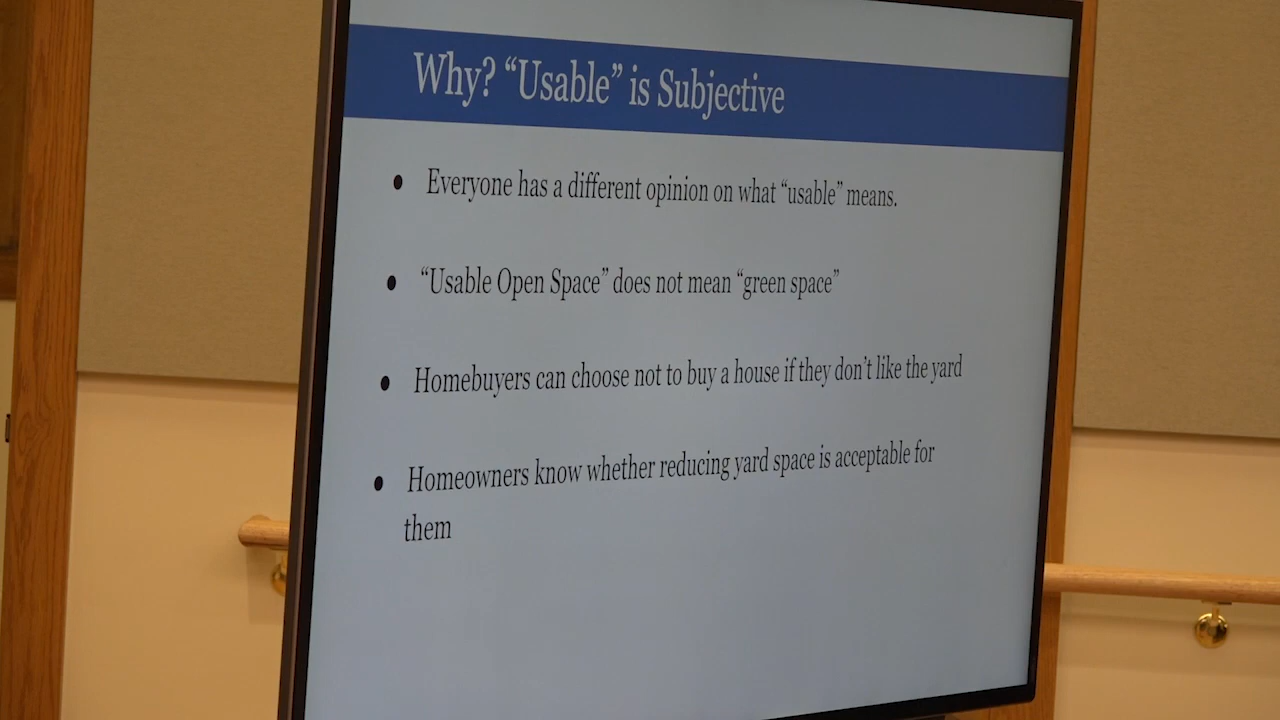 Why? “Usable” is Subjective
• Everyone has a different opinion on what “usable” means.
• “Usable Open Space” does not mean “green space”
• Homebuyers can choose not to buy a house if they don’t like the yard
• Homeowners know whether reducing yard space is acceptable for
them